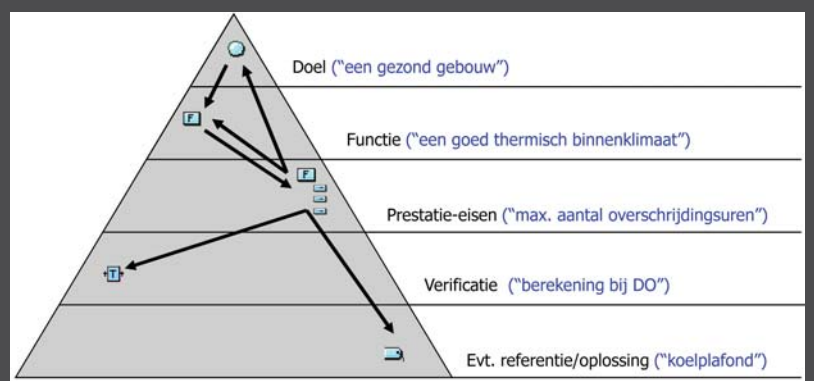 Doel (“een gezond gebouw”)
F
Functie (“een goed thermisch binnenklimaat”)
F
Prestatie-eisen (“max. aantal overschrijdingsuren”)
T
Verificatie (“berekening bij DO”)
Evt. referentie/oplossing (“koelplafond”)